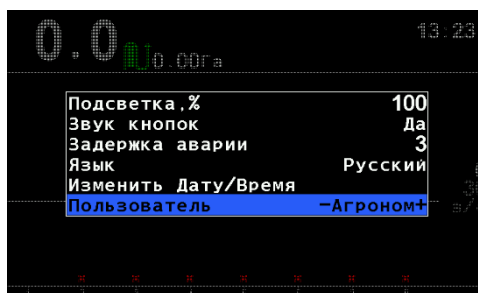 0.0 13:23
0.00га
Подсветка,% 100
Звук кнопок Да
Задержка аварии 3
Язык Русский
Изменить Дату/Время
Пользователь −Агроном+